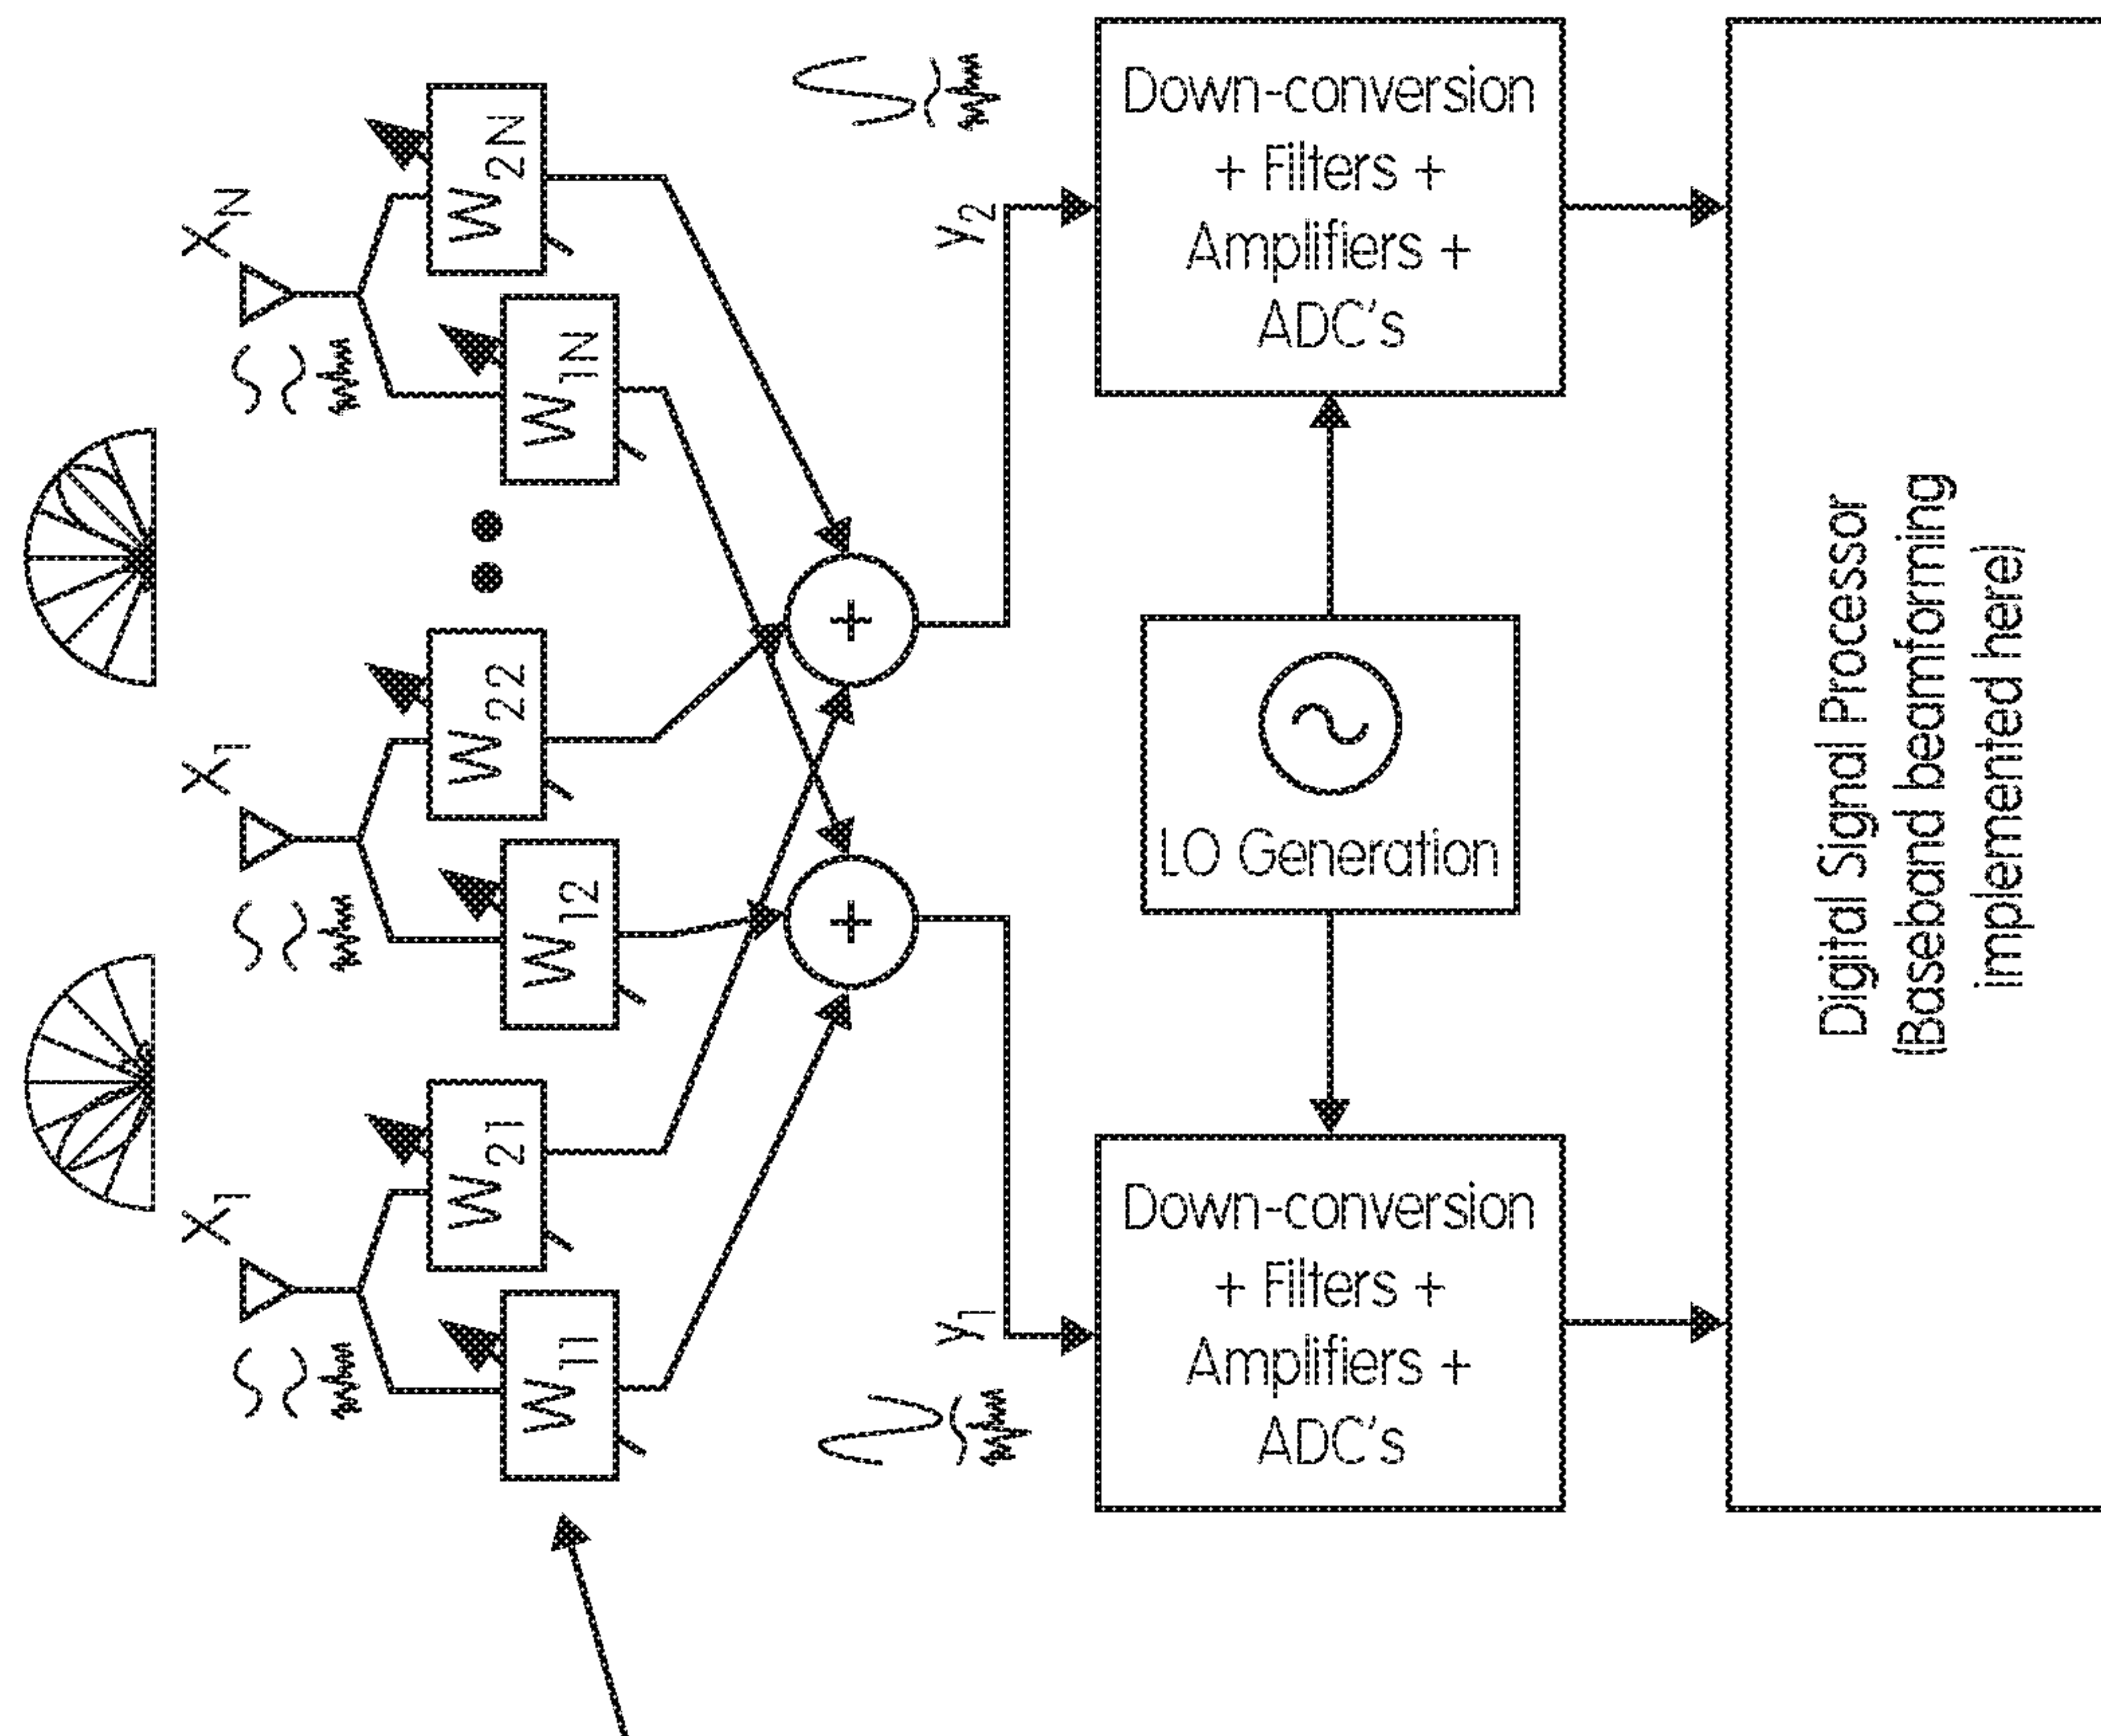 X1
X1
XN
W11
W21
W12
W22
W1N
W2N
+
+
y1
y2
Down-conversion
+ Filters +
Amplifiers +
ADC's
LO Generation
Down-conversion
+ Filters +
Amplifiers +
ADC's
Digital Signal Processor
(Baseband beamforming
implemented here)